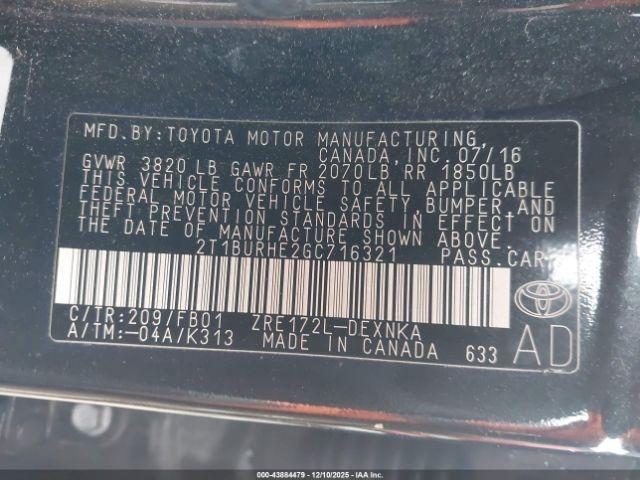 MFD. BY: TOYOTA MOTOR MANUFACTURING,
CANADA, INC. 07/16
GVWR 3820 LB GAWR FR 2070LB RR 1850LB
THIS VEHICLE CONFORMS TO ALL APPLICABLE
FEDERAL MOTOR VEHICLE SAFETY, BUMPER, AND
THEFT PREVENTION STANDARDS IN EFFECT ON
THE DATE OF MANUFACTURE SHOWN ABOVE.
2T1BURHE2GC716321 PASS.CAR
C/TR:209/FB01 ZRE172L-DEXNKA
A/TM:-04A/K313 MADE IN CANADA 633
AD
000-43884479 - 12/10/2025 - IAAI Inc.